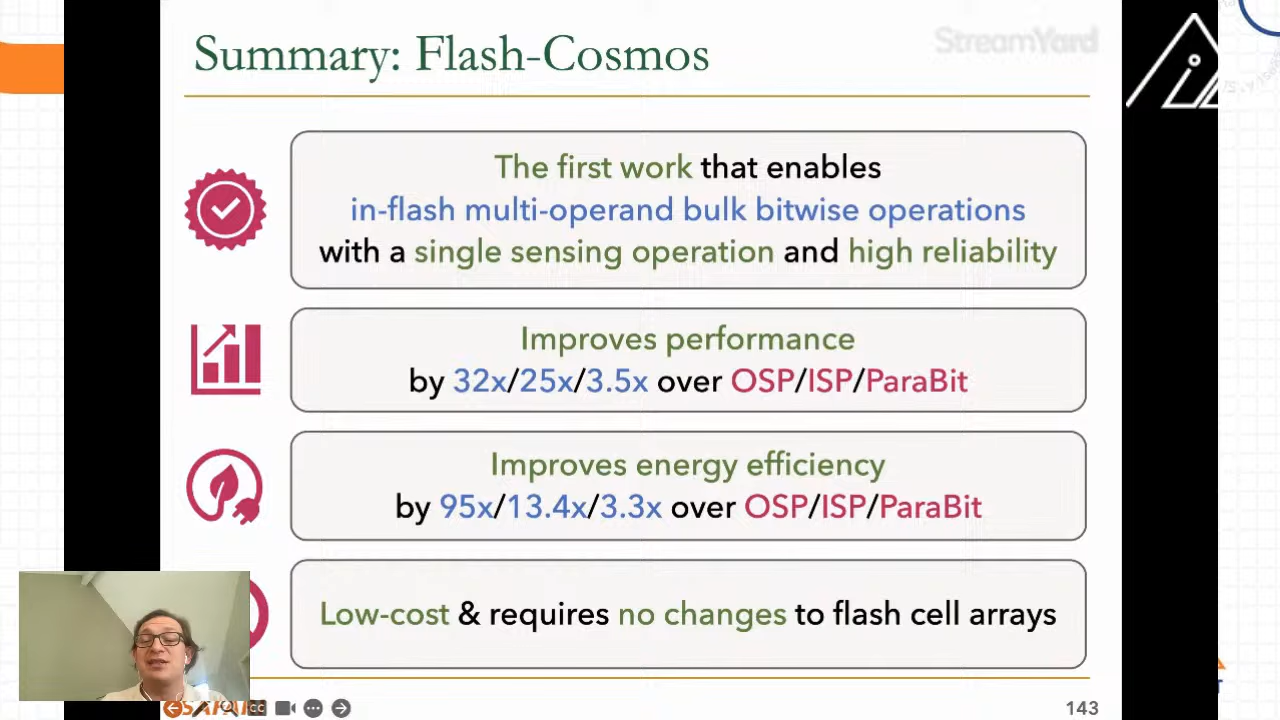 Summary: Flash-Cosmos
StreamYard
The first work that enables
in-flash multi-operand bulk bitwise operations
with a single sensing operation and high reliability
Improves performance
by 32x/25x/3.5x over OSP/ISP/ParaBit
Improves energy efficiency
by 95x/13.4x/3.3x over OSP/ISP/ParaBit
Low-cost & requires no changes to flash cell arrays
SAFARI
CC
143